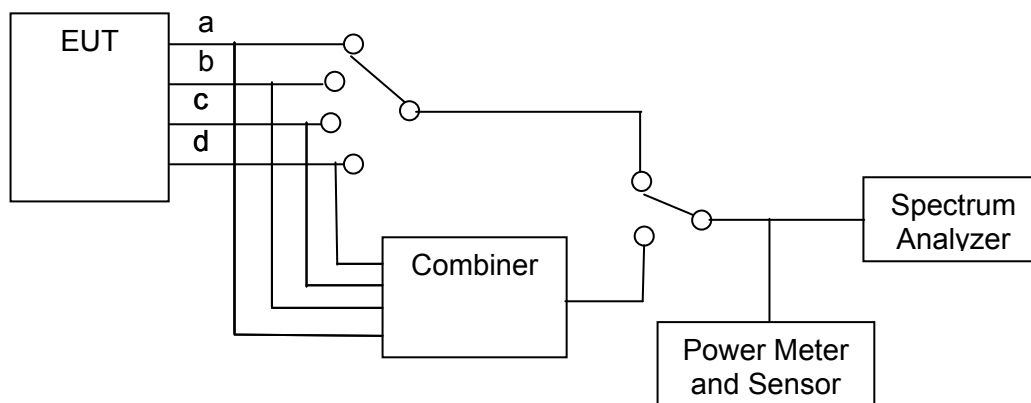 EUT
a
b
c
d
Combiner
Spectrum
Analyzer
Power Meter
and Sensor